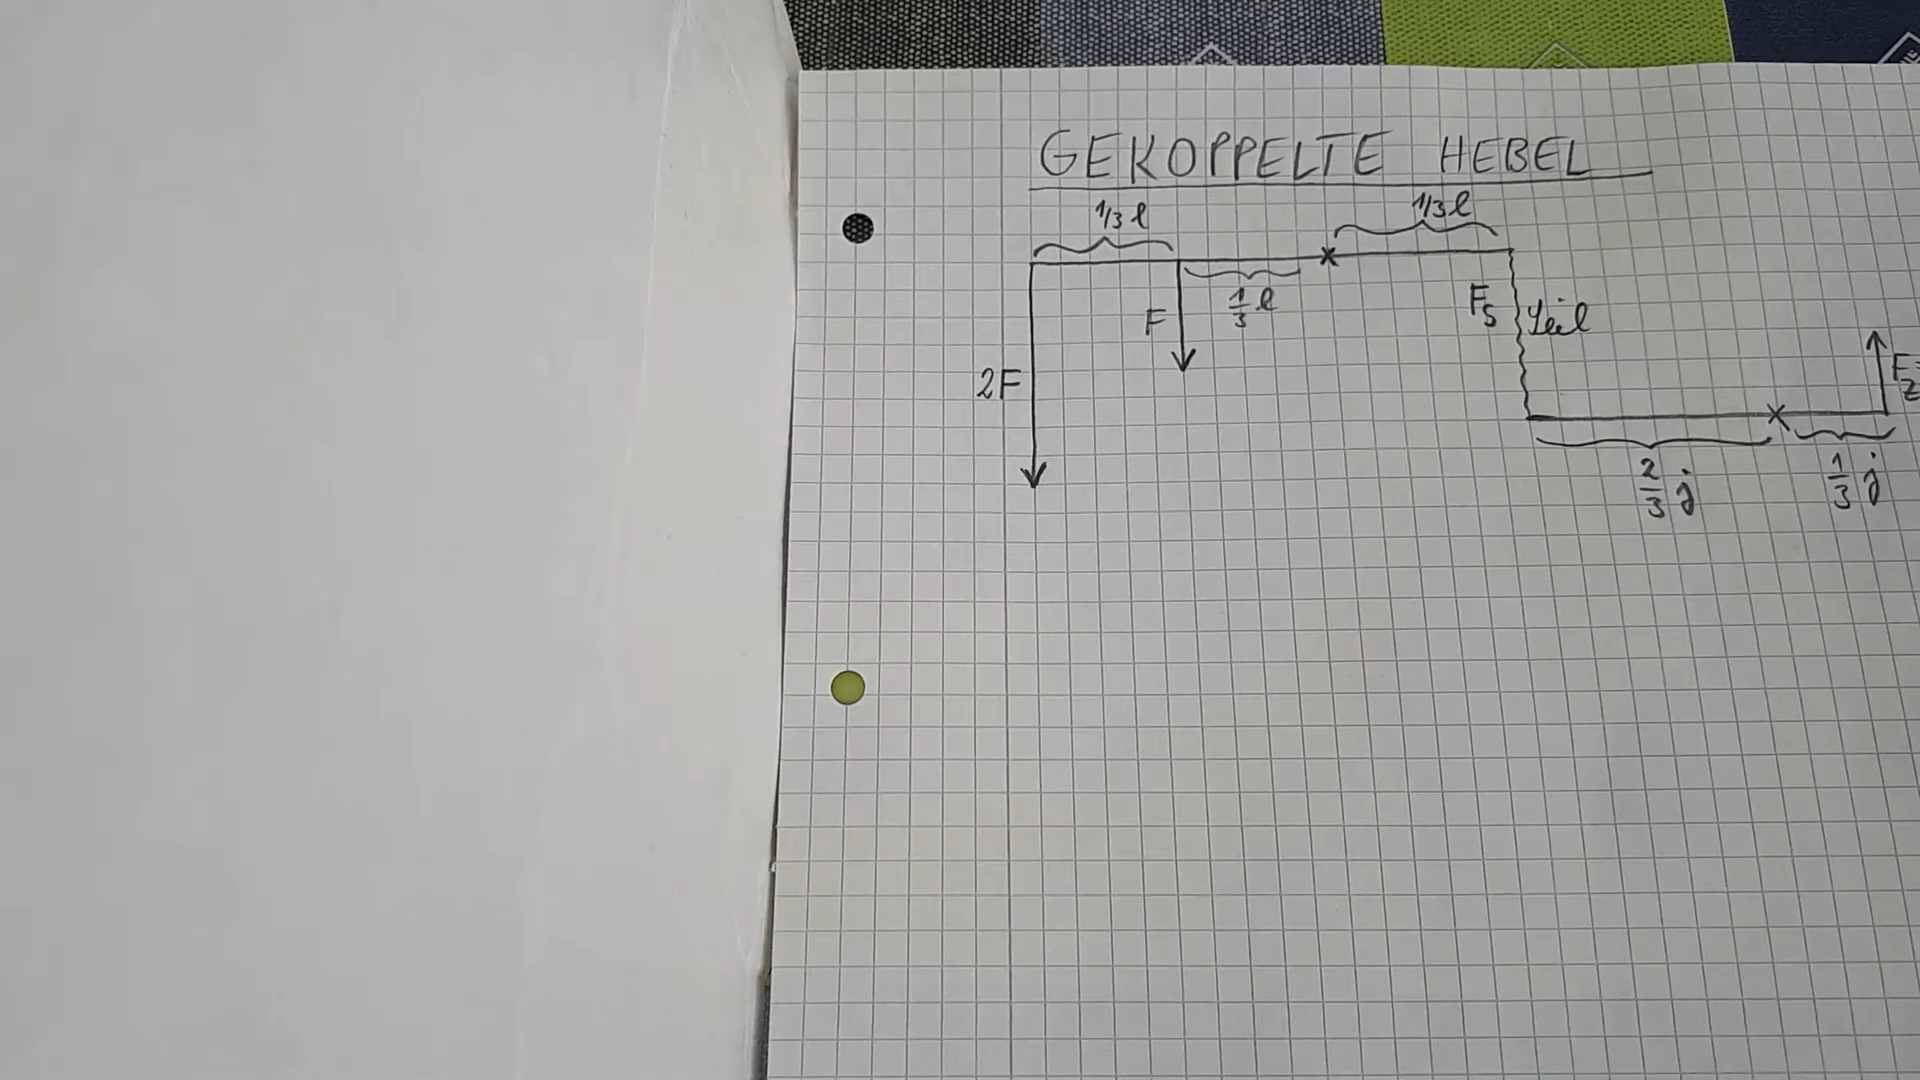 GEKOPPELTE HEBEL
1/3 l
1/3 l
F
1/3 l
F_S
Seil
2F
F_Z
2/3 j
1/3 j